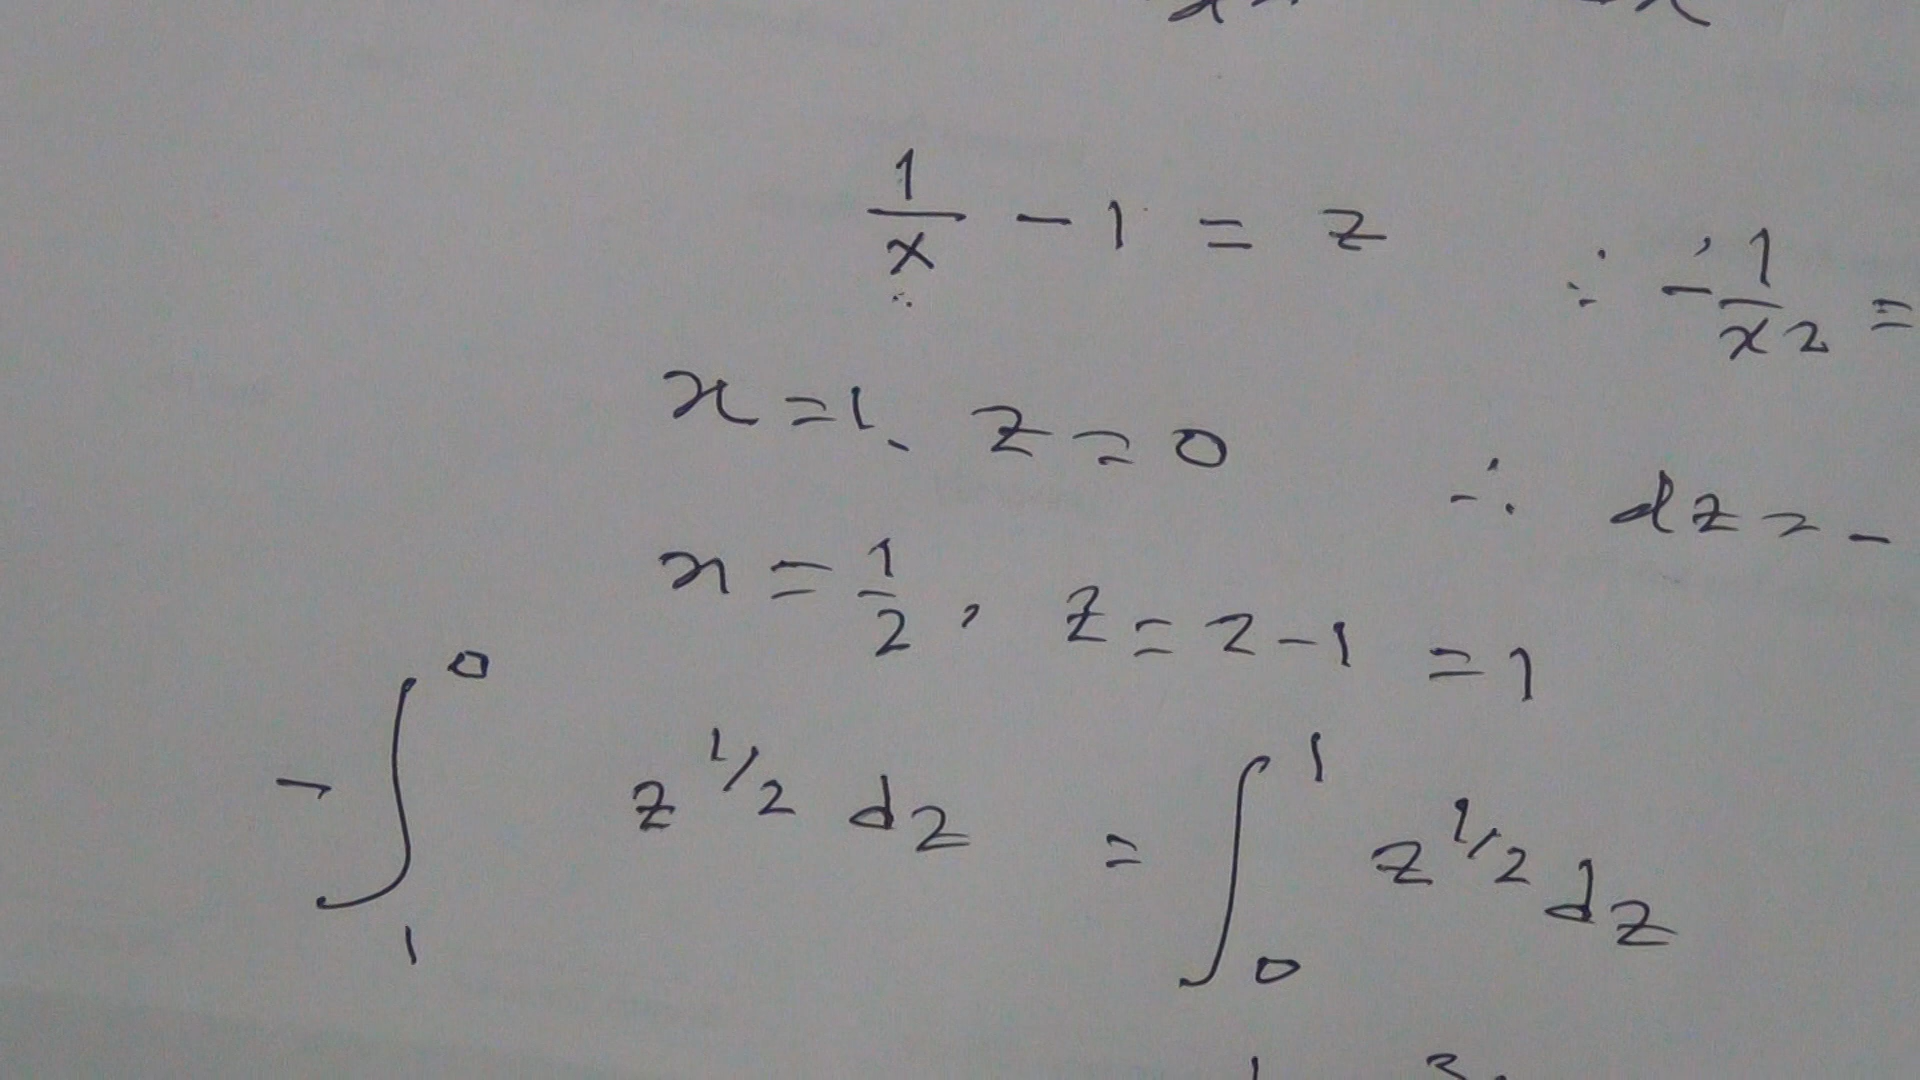 1/x - 1 = z ∴ -1/x2 =
x = 1, z = 0
∴ dz = -
x = 1/2, z = 2 - 1 = 1
-∫₁⁰ z^1/2 dz = ∫₀¹ z^1/2 dz